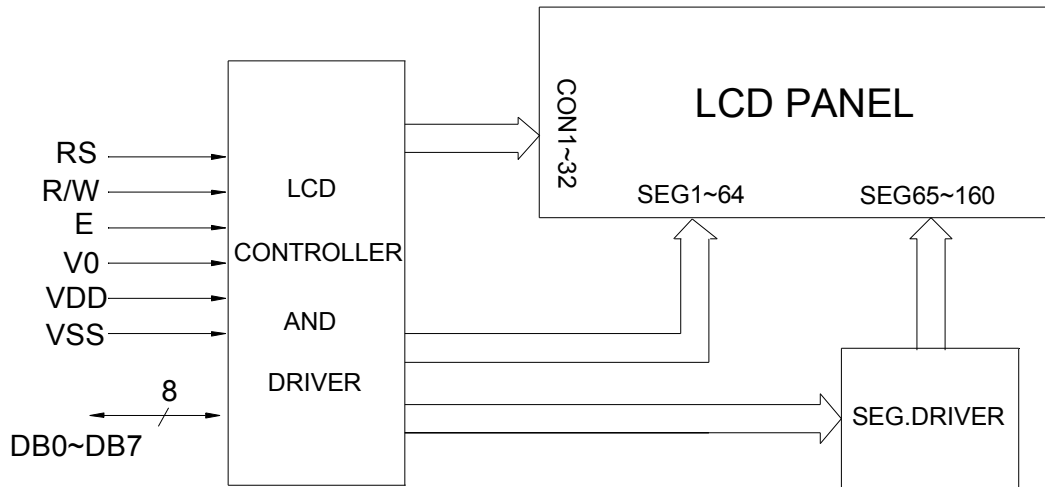 RS
R/W
E
V0
VDD
VSS
8
DB0~DB7
LCD
CONTROLLER
AND
DRIVER
CON1~32
LCD PANEL
SEG1~64
SEG65~160
SEG.DRIVER